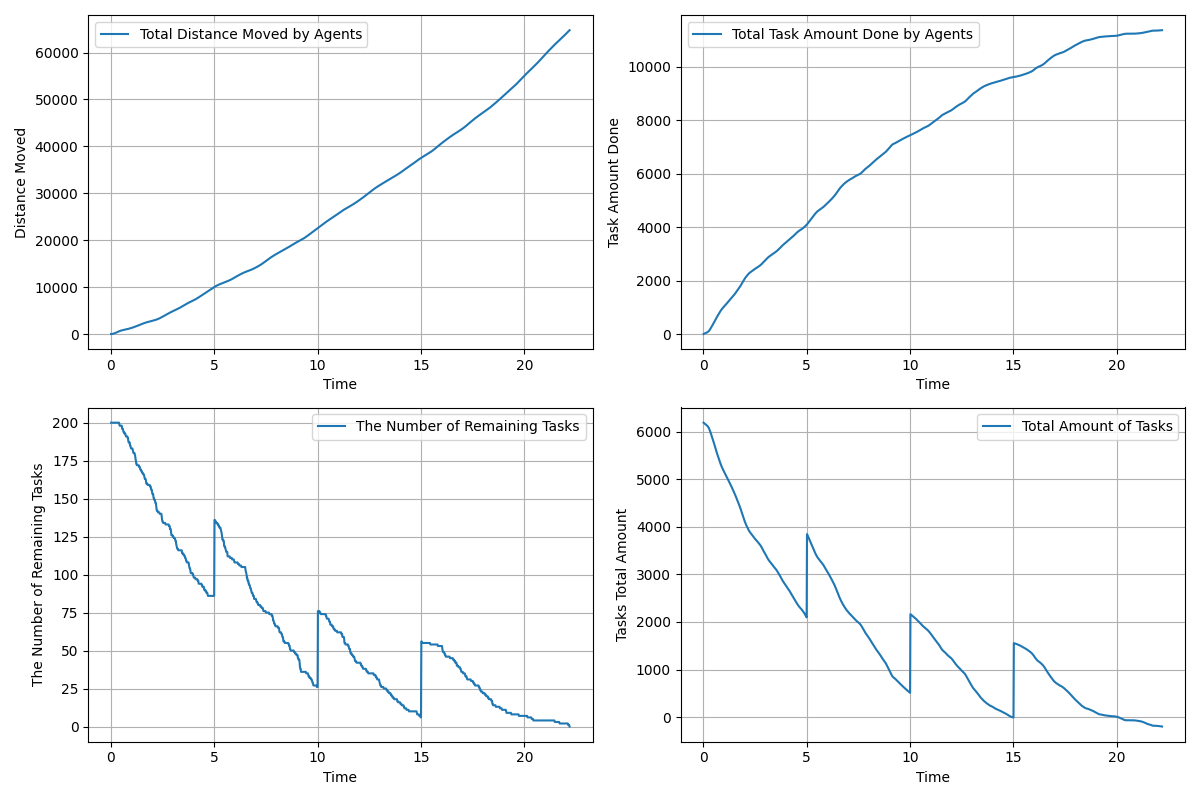 Total Distance Moved by Agents
Distance Moved
60000
50000
40000
30000
20000
10000
0
0 5 10 15 20
Time
Total Task Amount Done by Agents
Task Amount Done
10000
8000
6000
4000
2000
0
0 5 10 15 20
Time
The Number of Remaining Tasks
The Number of Remaining Tasks
200
175
150
125
100
75
50
25
0
0 5 10 15 20
Time
Total Amount of Tasks
Tasks Total Amount
6000
5000
4000
3000
2000
1000
0
0 5 10 15 20
Time